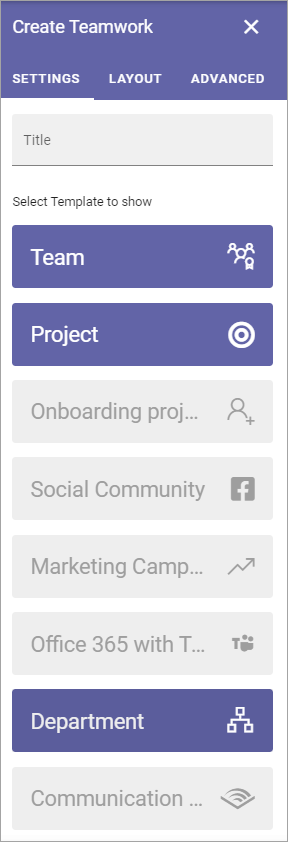 Create Teamwork
SETTINGS LAYOUT ADVANCED
Title
Select Template to show
Team
Project
Onboarding proj...
Social Community
Marketing Camp...
Office 365 with T...
Department
Communication ...